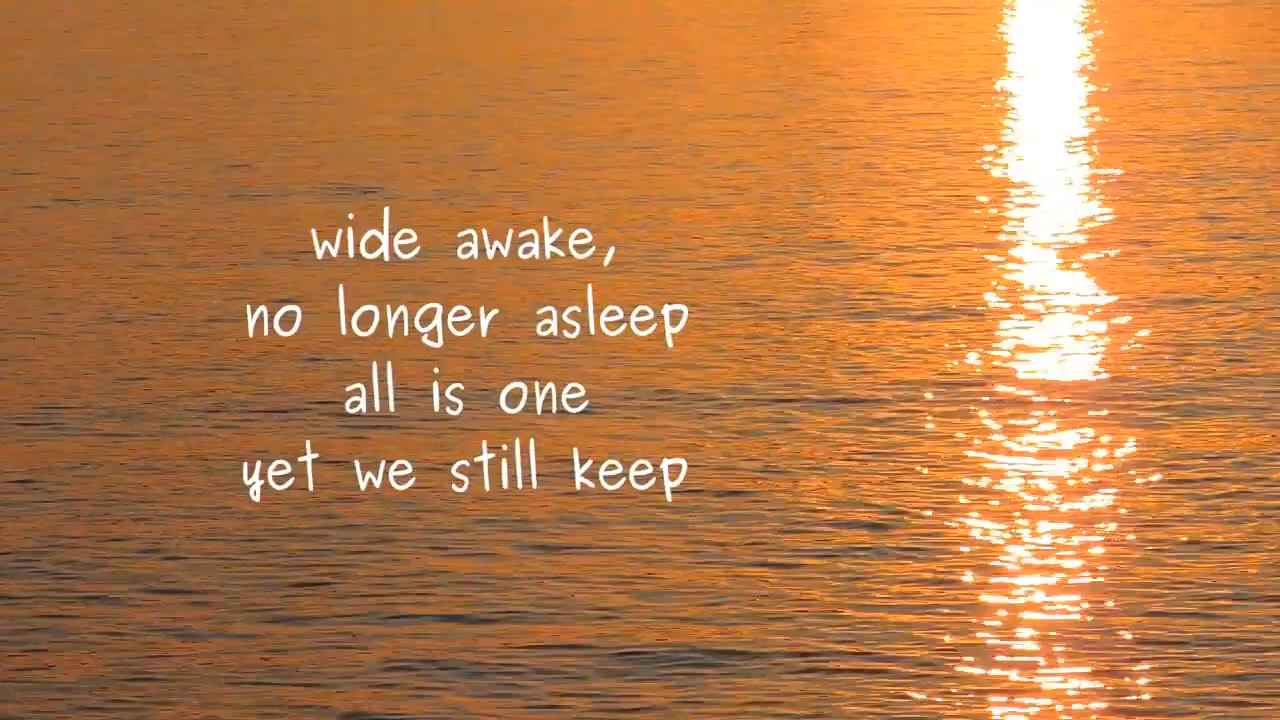 wide awake,
no longer asleep
all is one
yet we still keep